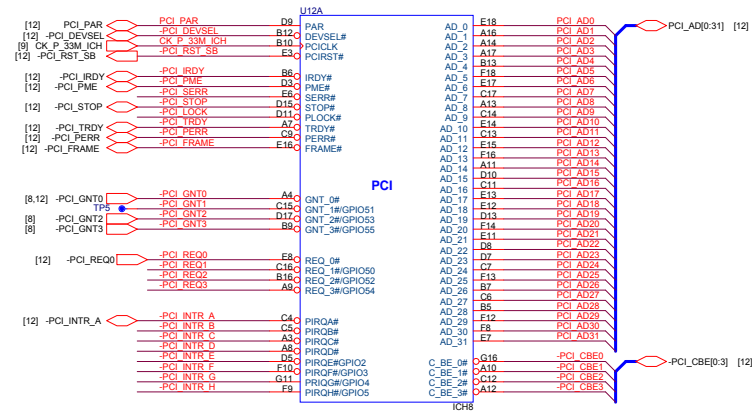 U12A
[12] PCI_PAR PCI_PAR D9 PAR
[12] -PCI_DEVSEL -PCI_DEVSEL B12 DEVSEL#
[9] CK_P_33M_ICH CK_P_33M_ICH B10 PCICLK
[12] -PCI_RST_SB -PCI_RST_SB E3 PCIRST#
[12] -PCI_IRDY -PCI_IRDY B6 IRDY#
[12] -PCI_PME -PCI_PME D3 PME#
-PCI_SERR E6 SERR#
[12] -PCI_STOP -PCI_STOP D15 STOP#
-PCI_LOCK D11 PLOCK#
[12] -PCI_TRDY -PCI_TRDY A7 TRDY#
[12] -PCI_PERR -PCI_PERR C9 PERR#
[12] -PCI_FRAME -PCI_FRAME E16 FRAME#
PCI
[8,12] -PCI_GNT0 -PCI_GNT0 A4 GNT_0#
TP5 -PCI_GNT1 C15 GNT_1#/GPIO51
[8] -PCI_GNT2 -PCI_GNT2 D17 GNT_2#/GPIO53
[8] -PCI_GNT3 -PCI_GNT3 B9 GNT_3#/GPIO55
[12] -PCI_REQ0 -PCI_REQ0 E8 REQ_0#
-PCI_REQ1 C16 REQ_1#/GPIO50
-PCI_REQ2 B16 REQ_2#/GPIO52
-PCI_REQ3 A9 REQ_3#/GPIO54
[12] -PCI_INTR_A -PCI_INTR_A C4 PIRQA#
-PCI_INTR_B C5 PIRQB#
-PCI_INTR_C A3 PIRQC#
-PCI_INTR_D A8 PIRQD#
-PCI_INTR_E D5 PIRQE#GPIO2
-PCI_INTR_F F10 PIRQF#/GPIO3
-PCI_INTR_G G11 PIRQG#/GPIO4
-PCI_INTR_H F9 PIRQH#/GPIO5
AD_0 E18 PCI_AD0
PCI_AD[0:31] [12]
AD_1 A16 PCI_AD1
AD_2 A14 PCI_AD2
AD_3 A17 PCI_AD3
AD_4 B13 PCI_AD4
AD_5 F18 PCI_AD5
AD_6 E17 PCI_AD6
AD_7 C17 PCI_AD7
AD_8 A13 PCI_AD8
AD_9 C14 PCI_AD9
AD_10 E14 PCI_AD10
AD_11 C13 PCI_AD11
AD_12 E15 PCI_AD12
AD_13 F16 PCI_AD13
AD_14 A11 PCI_AD14
AD_15 D10 PCI_AD15
AD_16 C11 PCI_AD16
AD_17 E13 PCI_AD17
AD_18 E12 PCI_AD18
AD_19 D13 PCI_AD19
AD_20 F14 PCI_AD20
AD_21 E11 PCI_AD21
AD_22 D8 PCI_AD22
AD_23 D7 PCI_AD23
AD_24 C7 PCI_AD24
AD_25 F13 PCI_AD25
AD_26 B7 PCI_AD26
AD_27 C6 PCI_AD27
AD_28 B5 PCI_AD28
AD_29 F12 PCI_AD29
AD_30 F8 PCI_AD30
AD_31 E7 PCI_AD31
C_BE_0# G16 -PCI_CBE0
-PCI_CBE[0:3] [12]
C_BE_1# A10 -PCI_CBE1
C_BE_2# C12 -PCI_CBE2
C_BE_3# A12 -PCI_CBE3
ICH8